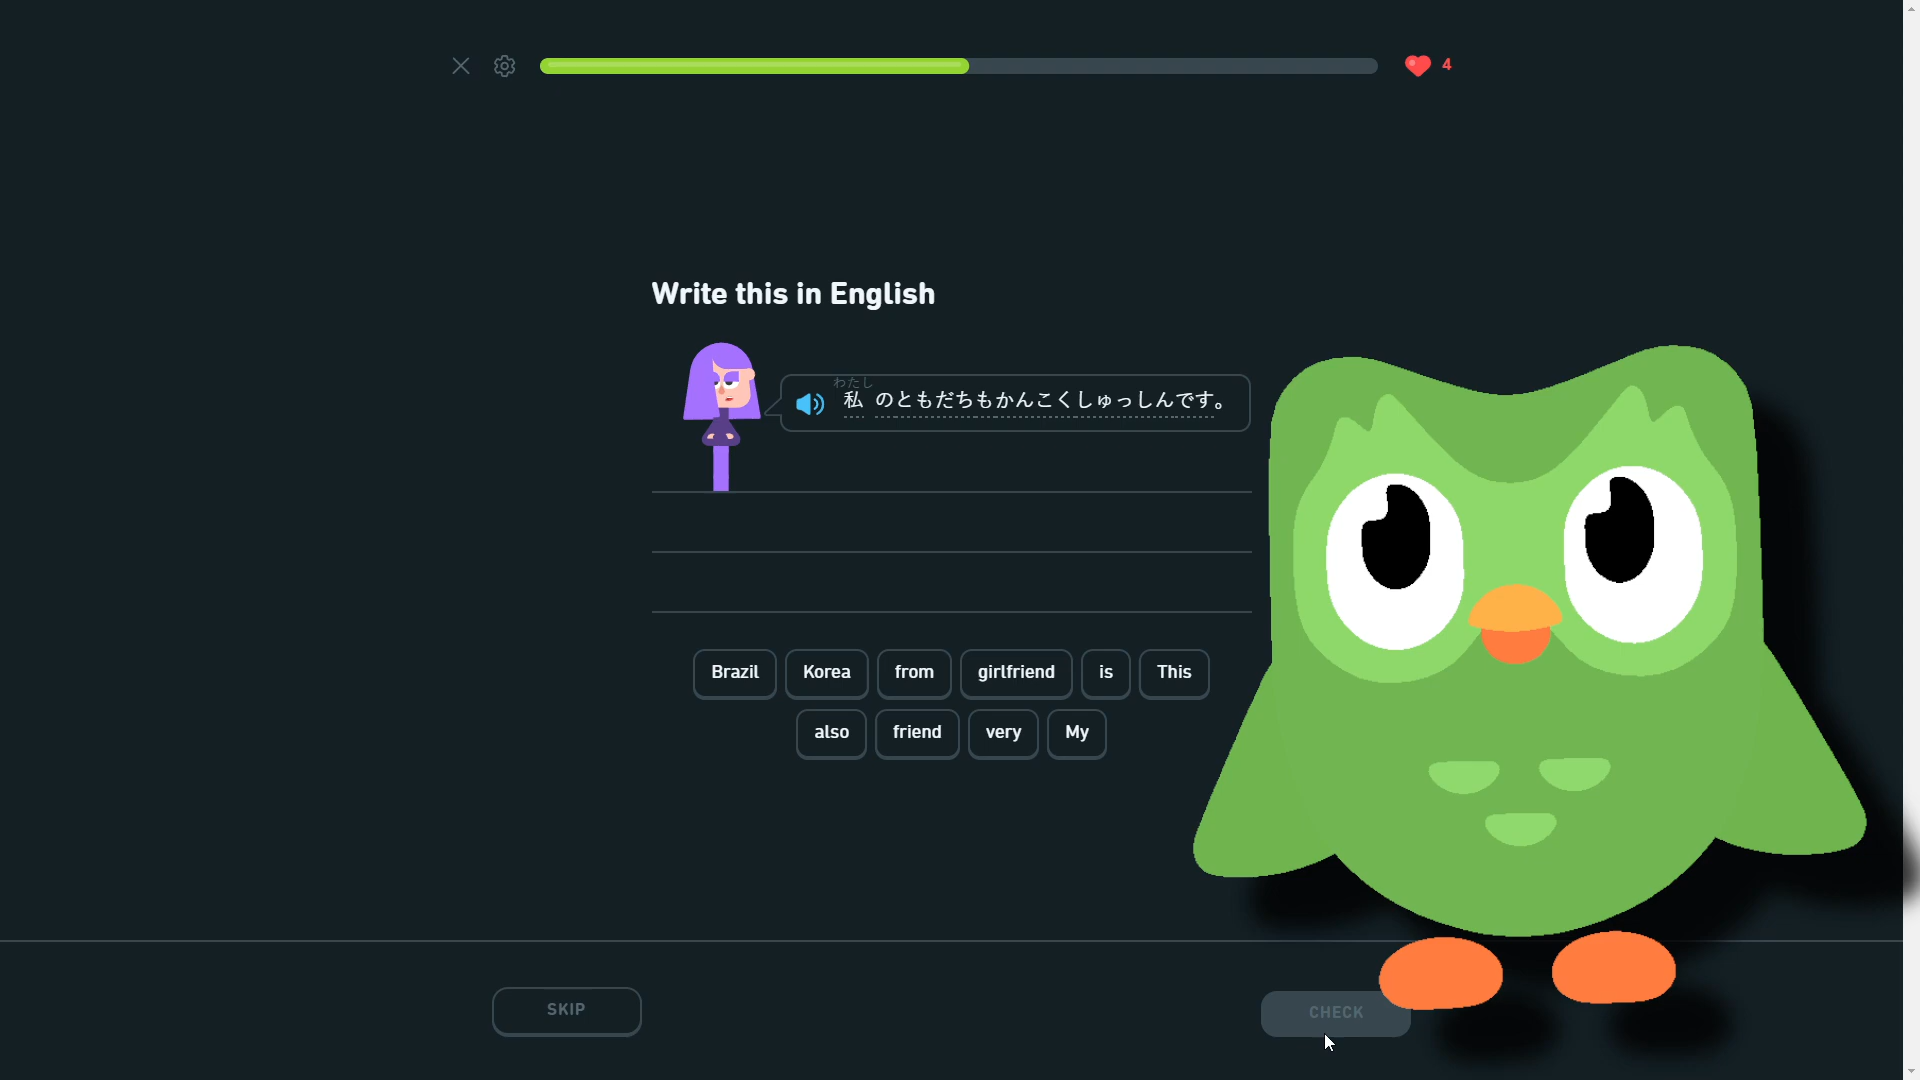 4
Write this in English
わたし
私 のともだちもかんこくしゅっしんです。
Brazil Korea from girlfriend is This
also friend very My
SKIP CHECK